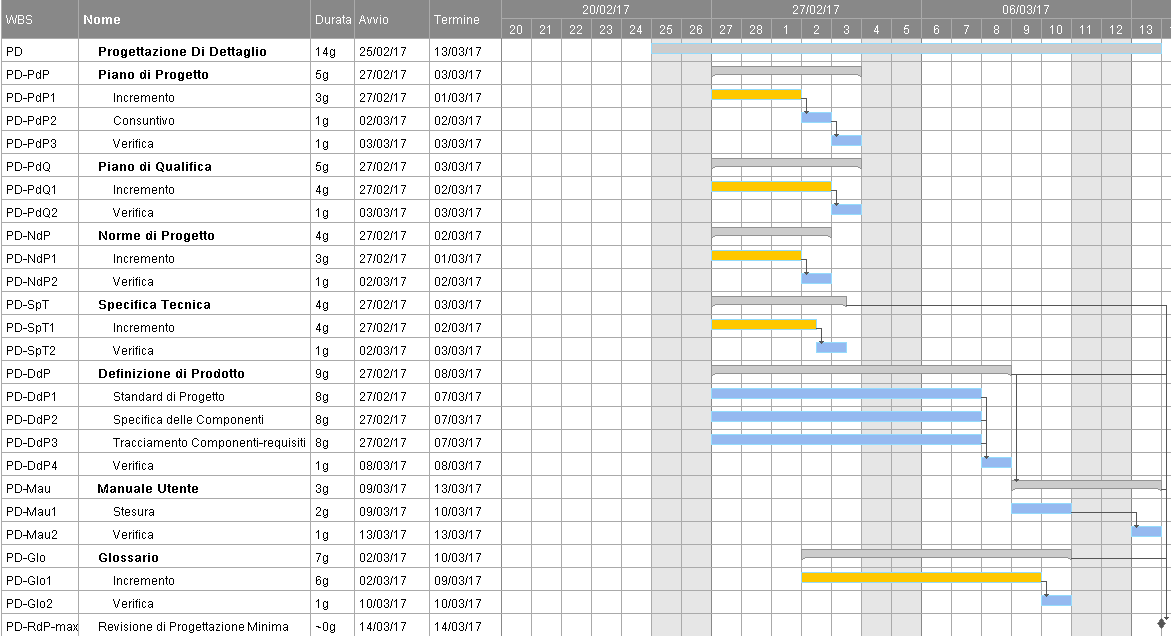 WBS Nome Durata Avvio Termine 20/02/17 27/02/17 06/03/17
20 21 22 23 24 25 26 27 28 1 2 3 4 5 6 7 8 9 10 11 12 13
PD Progettazione Di Dettaglio 14g 25/02/17 13/03/17
PD-PdP Piano di Progetto 5g 27/02/17 03/03/17
PD-PdP1 Incremento 3g 27/02/17 01/03/17
PD-PdP2 Consuntivo 1g 02/03/17 02/03/17
PD-PdP3 Verifica 1g 03/03/17 03/03/17
PD-PdQ Piano di Qualifica 5g 27/02/17 03/03/17
PD-PdQ1 Incremento 4g 27/02/17 02/03/17
PD-PdQ2 Verifica 1g 03/03/17 03/03/17
PD-NdP Norme di Progetto 4g 27/02/17 02/03/17
PD-NdP1 Incremento 3g 27/02/17 01/03/17
PD-NdP2 Verifica 1g 02/03/17 02/03/17
PD-SpT Specifica Tecnica 4g 27/02/17 03/03/17
PD-SpT1 Incremento 4g 27/02/17 02/03/17
PD-SpT2 Verifica 1g 02/03/17 03/03/17
PD-DdP Definizione di Prodotto 9g 27/02/17 08/03/17
PD-DdP1 Standard di Progetto 8g 27/02/17 07/03/17
PD-DdP2 Specifica delle Componenti 8g 27/02/17 07/03/17
PD-DdP3 Tracciamento Componenti-requisiti 8g 27/02/17 07/03/17
PD-DdP4 Verifica 1g 08/03/17 08/03/17
PD-Mau Manuale Utente 3g 09/03/17 13/03/17
PD-Mau1 Stesura 2g 09/03/17 10/03/17
PD-Mau2 Verifica 1g 13/03/17 13/03/17
PD-Glo Glossario 7g 02/03/17 10/03/17
PD-Glo1 Incremento 6g 02/03/17 09/03/17
PD-Glo2 Verifica 1g 10/03/17 10/03/17
PD-RdP-max Revisione di Progettazione Minima ~0g 14/03/17 14/03/17